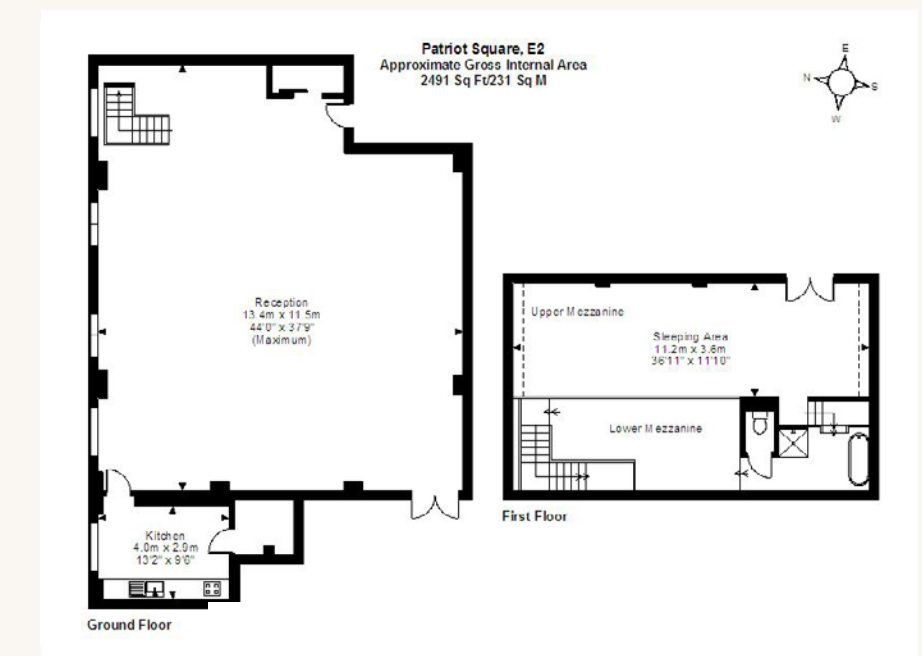 Patriot Square, E2
Approximate Gross Internal Area
2491 Sq Ft/231 Sq M
E
N
S
W
Reception
13.4m x 11.5m
44'0" x 37'9"
(Maximum)
Upper Mezzanine
Sleeping Area
11.2m x 3.6m
36'11" x 11'10"
Lower Mezzanine
First Floor
Kitchen
4.0m x 2.9m
13'2" x 9'6"
Ground Floor